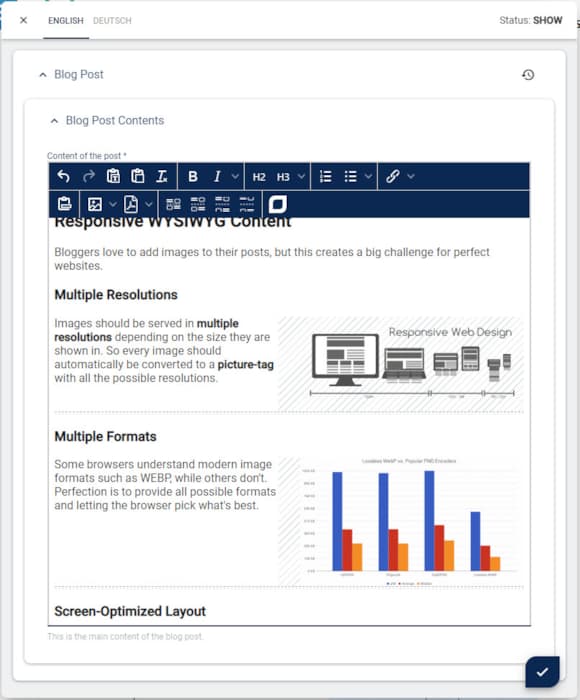 ENGLISH DEUTSCH Status: SHOW
Blog Post
Blog Post Contents
Content of the post *
B I H2 H3
Responsive WYSIWYG Content
Bloggers love to add images to their posts, but this creates a big challenge for perfect
websites.
Multiple Resolutions
Images should be served in multiple
resolutions depending on the size they are
shown in. So every image should
automatically be converted to a picture-tag
with all the possible resolutions.
Responsive Web Design
Multiple Formats
Some browsers understand modern image
formats such as WEBP, while others don't.
Perfection is to provide all possible formats
and letting the browser pick what's best.
Lossless WebP vs. Popular PNG Encoders
Screen-Optimized Layout
This is the main content of the blog post.